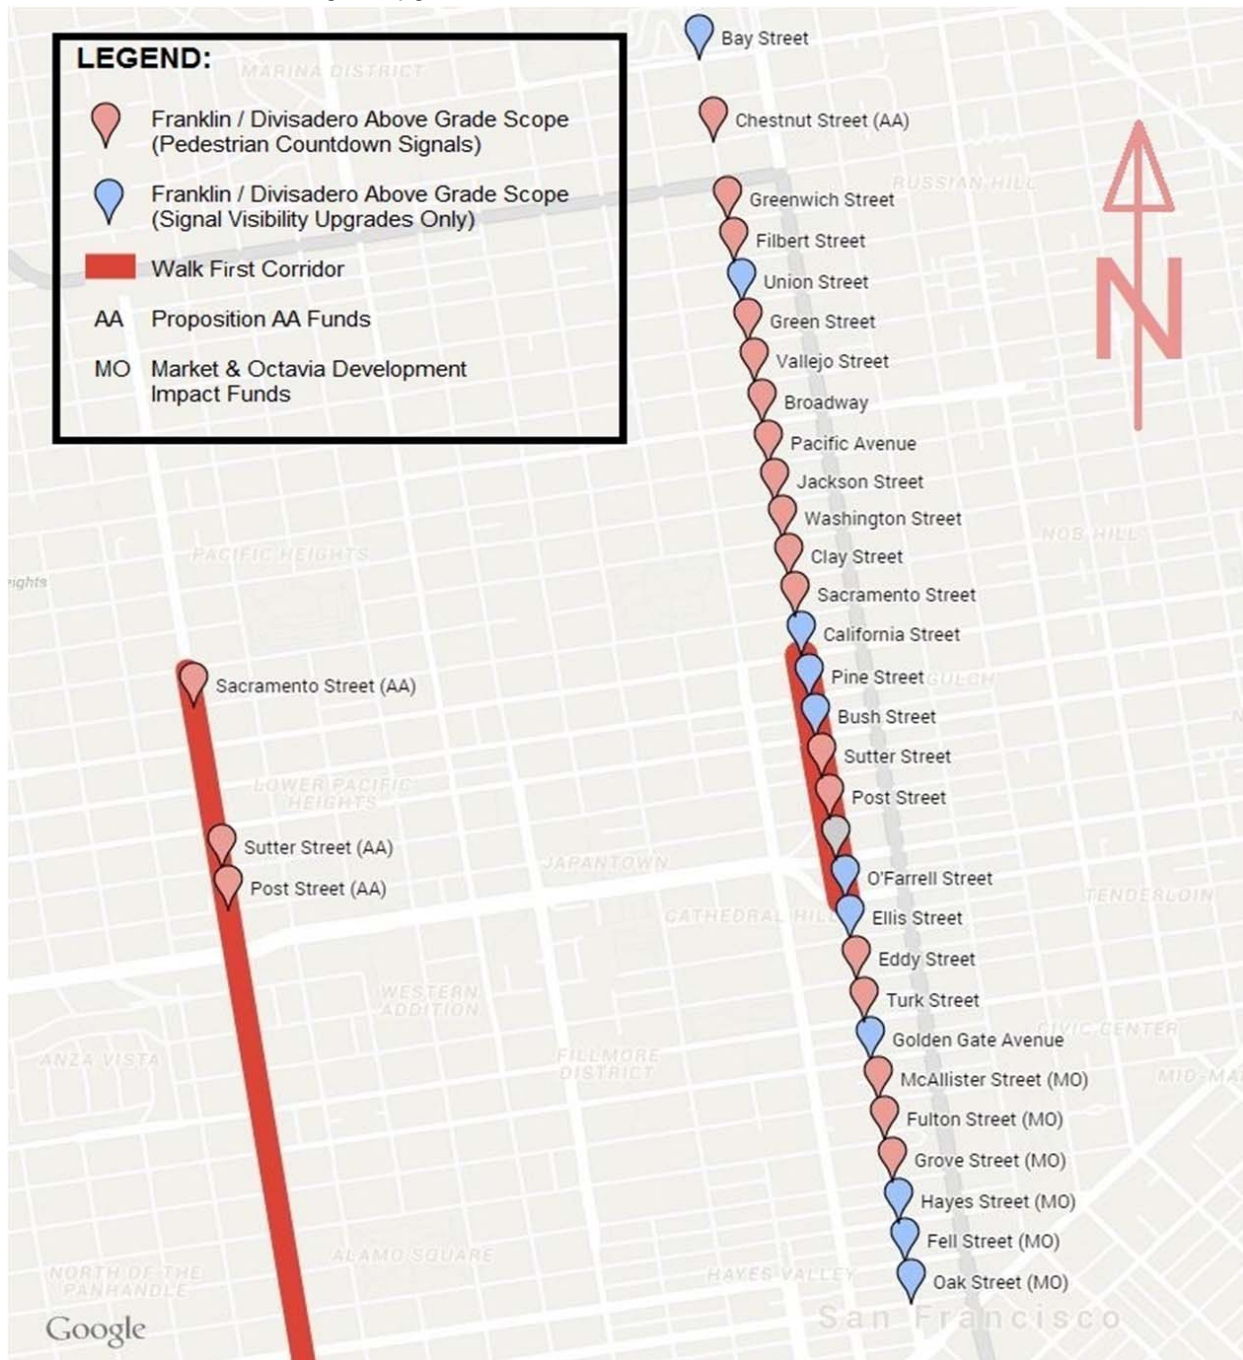 LEGEND:
Franklin / Divisadero Above Grade Scope
(Pedestrian Countdown Signals)
Franklin / Divisadero Above Grade Scope
(Signal Visibility Upgrades Only)
Walk First Corridor
AA Proposition AA Funds
MO Market & Octavia Development
Impact Funds
MARINA DISTRICT
Bay Street
Chestnut Street (AA)
RUSSIAN HILL
Greenwich Street
Filbert Street
Union Street
N
Green Street
Vallejo Street
Broadway
Pacific Avenue
Jackson Street
Washington Street
NOB HILL
PACIFIC HEIGHTS
Clay Street
Sacramento Street
California Street
Pine Street
GULCH
Sacramento Street (AA)
Bush Street
Sutter Street
LOWER PACIFIC
HEIGHTS
Post Street
Sutter Street (AA)
JAPANTOWN
O'Farrell Street
Post Street (AA)
TENDERLOIN
CATHEDRAL HILL
Ellis Street
Eddy Street
WESTERN
ADDITION
Turk Street
CIVIC CENTER
Golden Gate Avenue
ANZA VISTA
FILLMORE
DISTRICT
McAllister Street (MO)
Fulton Street (MO)
Grove Street (MO)
Hayes Street (MO)
Fell Street (MO)
ALAMO SQUARE
NORTH OF THE
PANHANDLE
HAYES VALLEY
Oak Street (MO)
San Francisco
Google